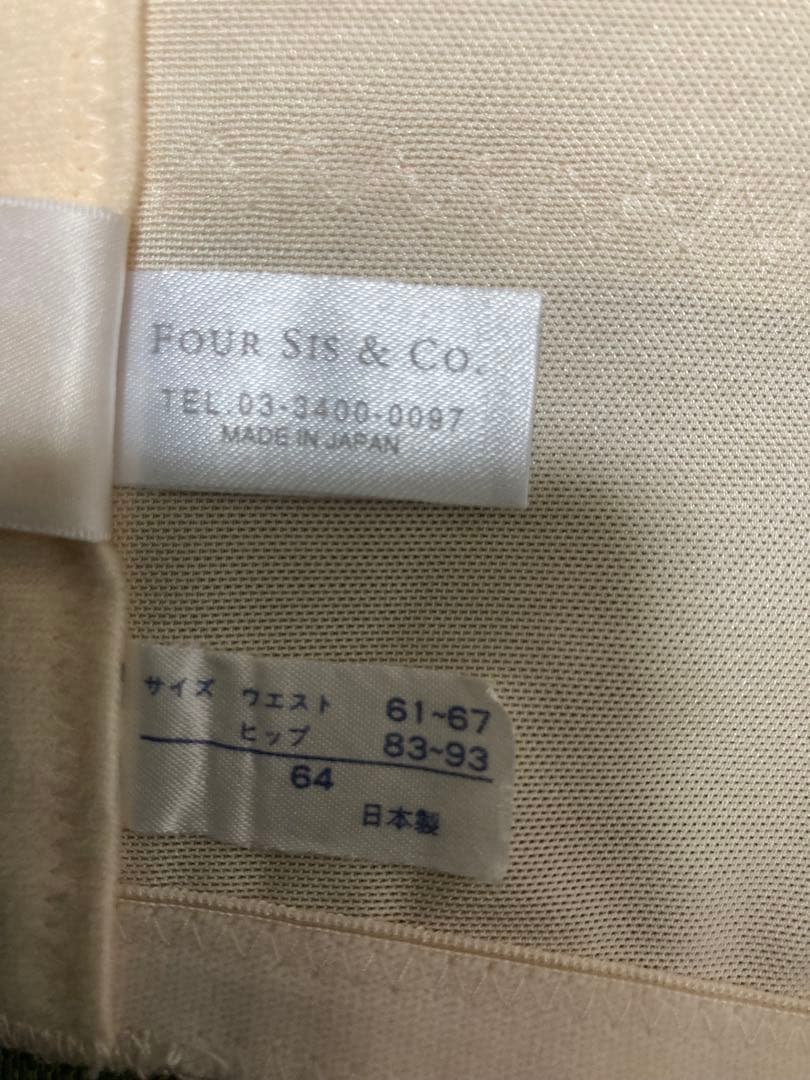 FOUR SIS & CO.
TEL.03-3400-0097
MADE IN JAPAN
サイズ ウエスト 61~67
ヒップ 83~93
64
日本製